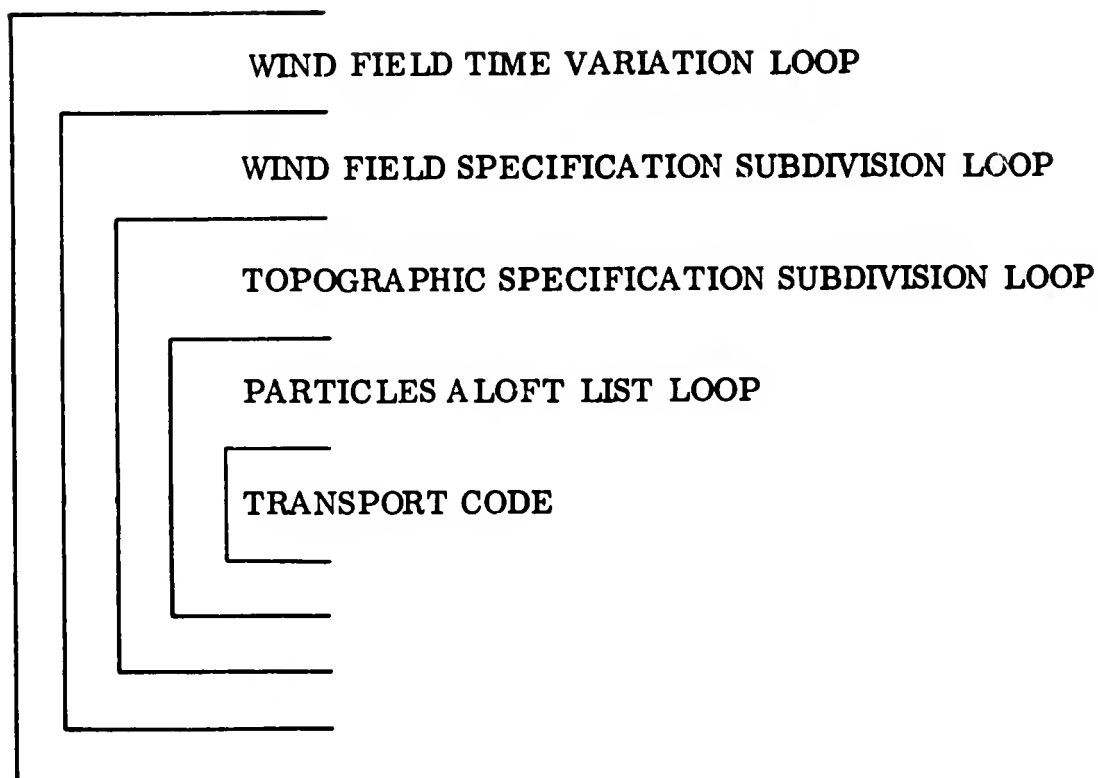 WIND FIELD TIME VARIATION LOOP
WIND FIELD SPECIFICATION SUBDIVISION LOOP
TOPOGRAPHIC SPECIFICATION SUBDIVISION LOOP
PARTICLES ALOFT LIST LOOP
TRANSPORT CODE